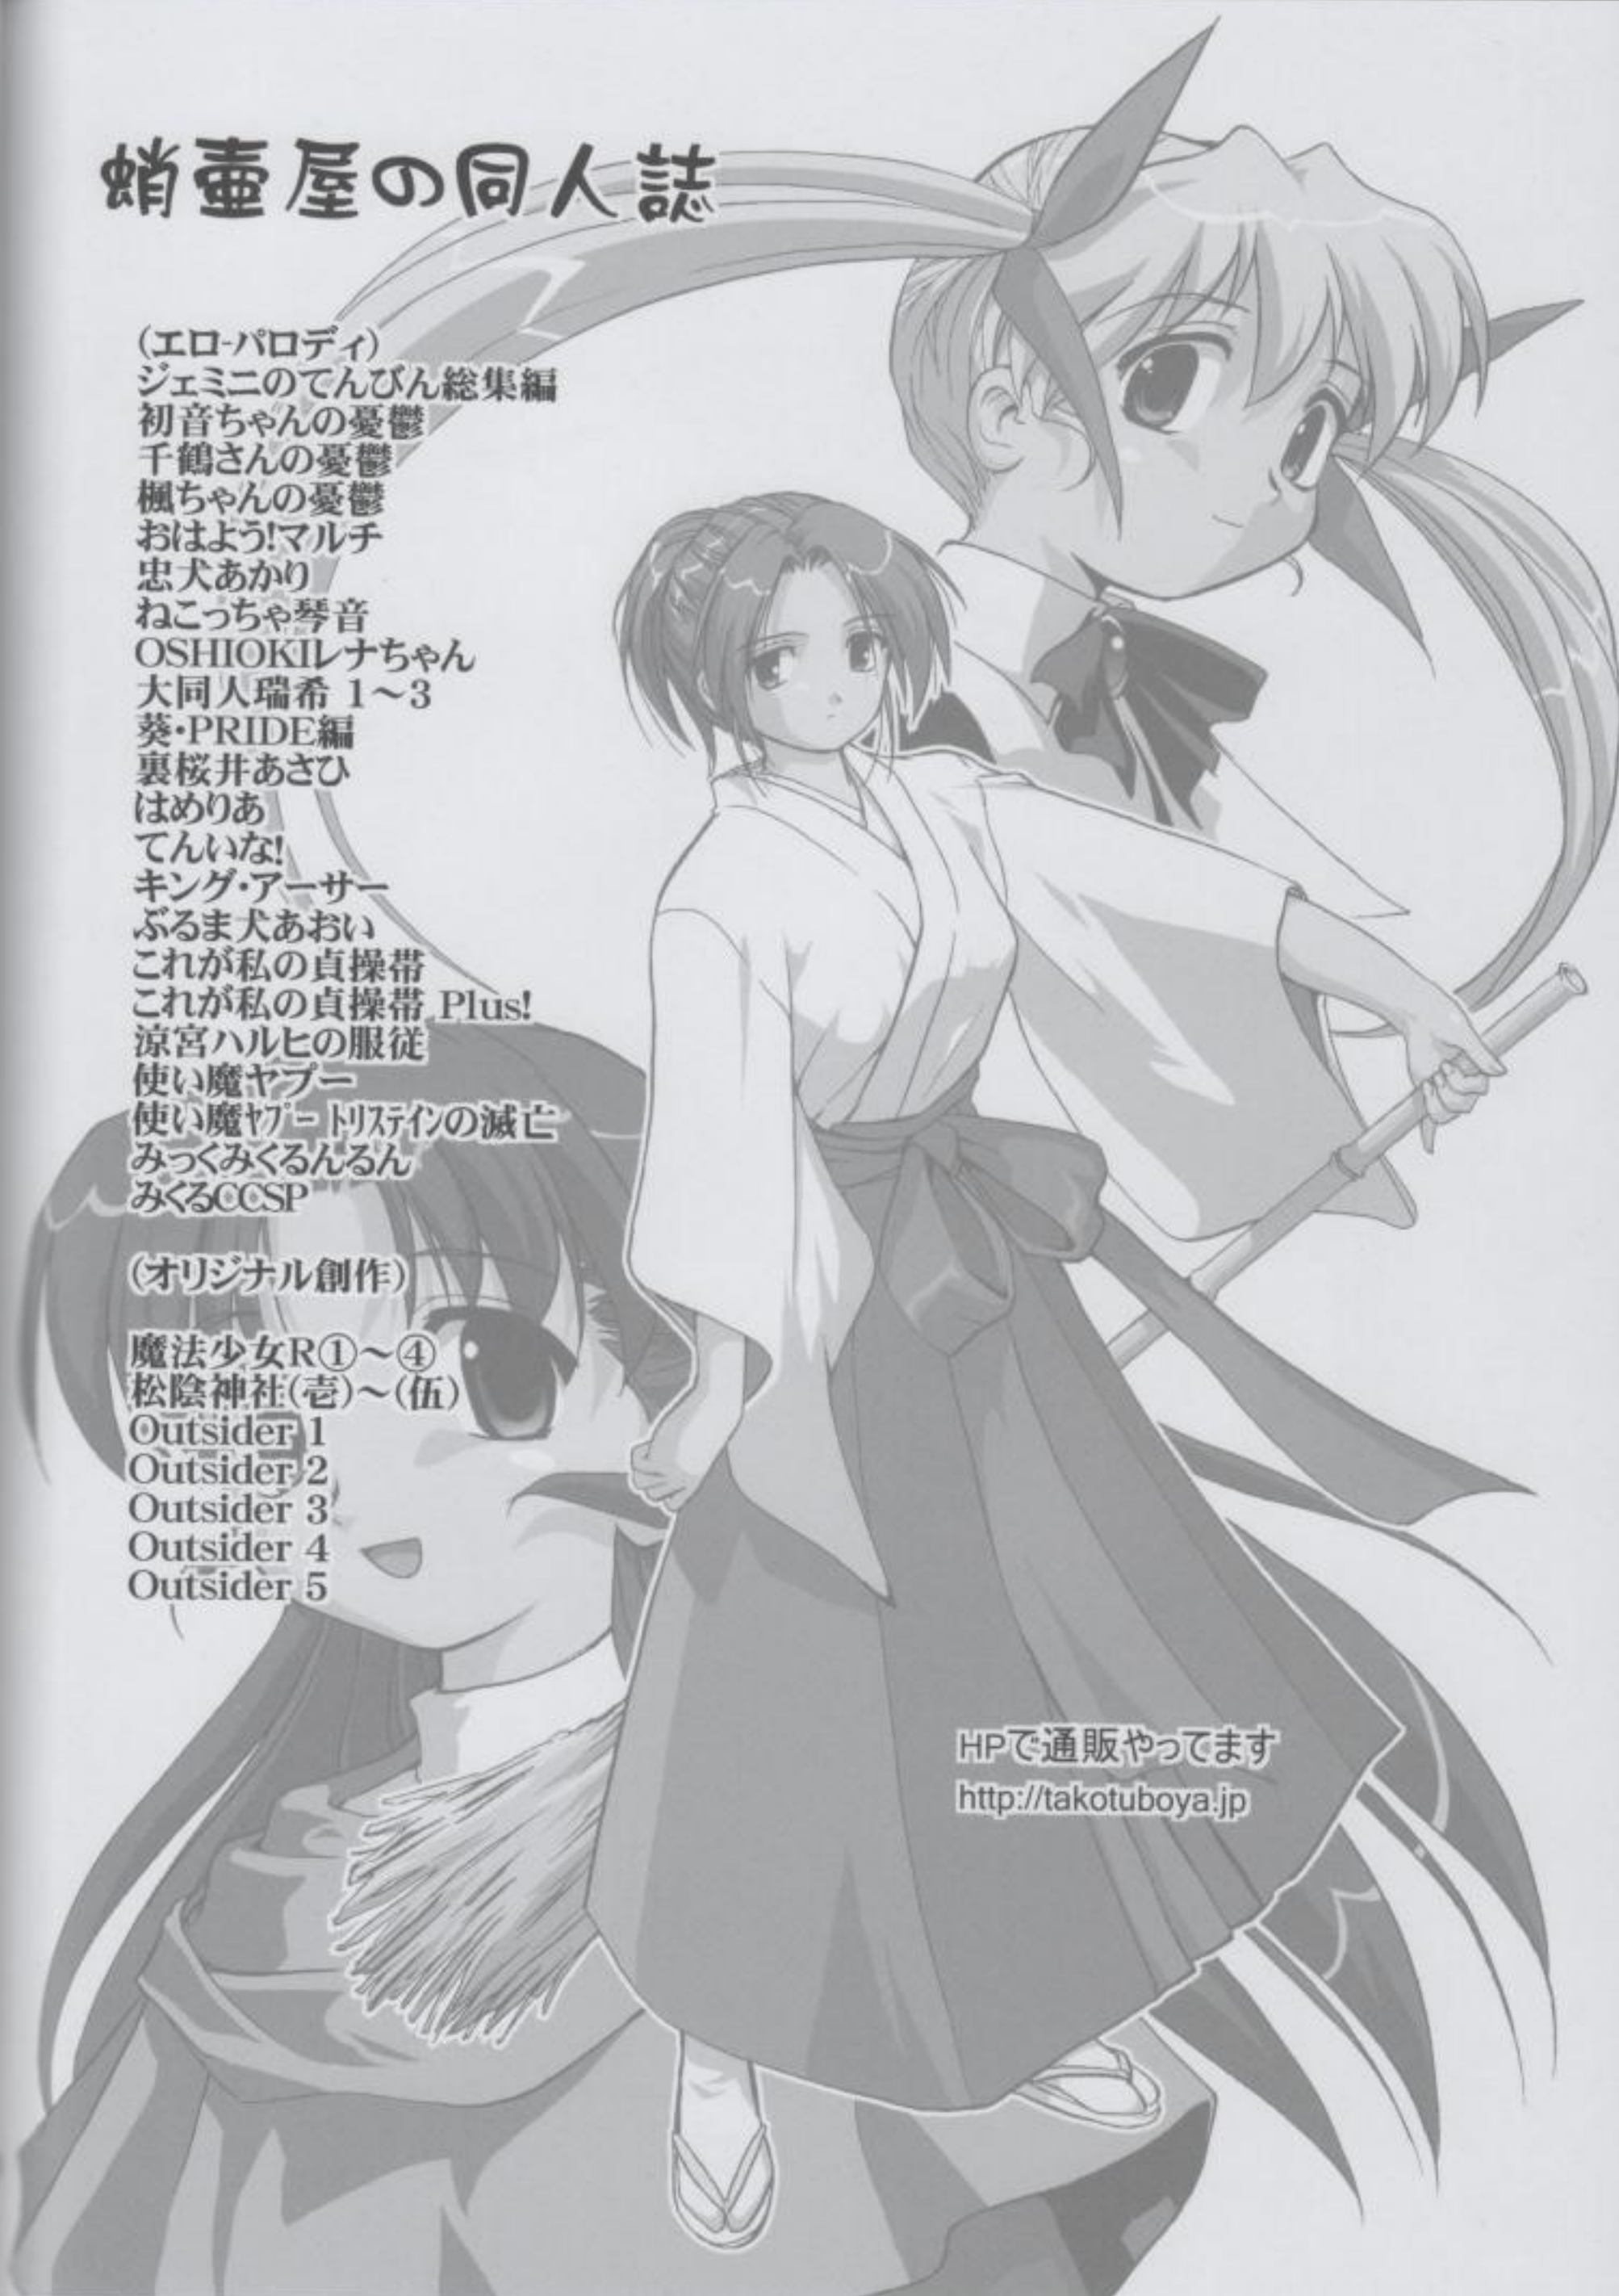 蛸壷屋の同人誌
(エロ-パロディ)
ジェミニのてんびん総集編
初音ちゃんの憂鬱
千鶴さんの憂鬱
楓ちゃんの憂鬱
おはよう!マルチ
忠犬あかり
ねこっちゃ琴音
OSHIOKIレナちゃん
大同人瑞希 1～3
葵・PRIDE編
裏桜井あさひ
はめりあ
てんいな!
キング・アーサー
ぶるま犬あおい
これが私の貞操帯
これが私の貞操帯 Plus!
涼宮ハルヒの服従
使い魔ヤプー
使い魔ﾔﾌﾟｰ ﾄﾘｽﾃｲﾝの滅亡
みっくみくるんるん
みくるCCSP
(オリジナル創作)
魔法少女R①～④
松陰神社(壱)～(伍)
Outsider 1
Outsider 2
Outsider 3
Outsider 4
Outsider 5
HPで通販やってます
http://takotuboya.jp